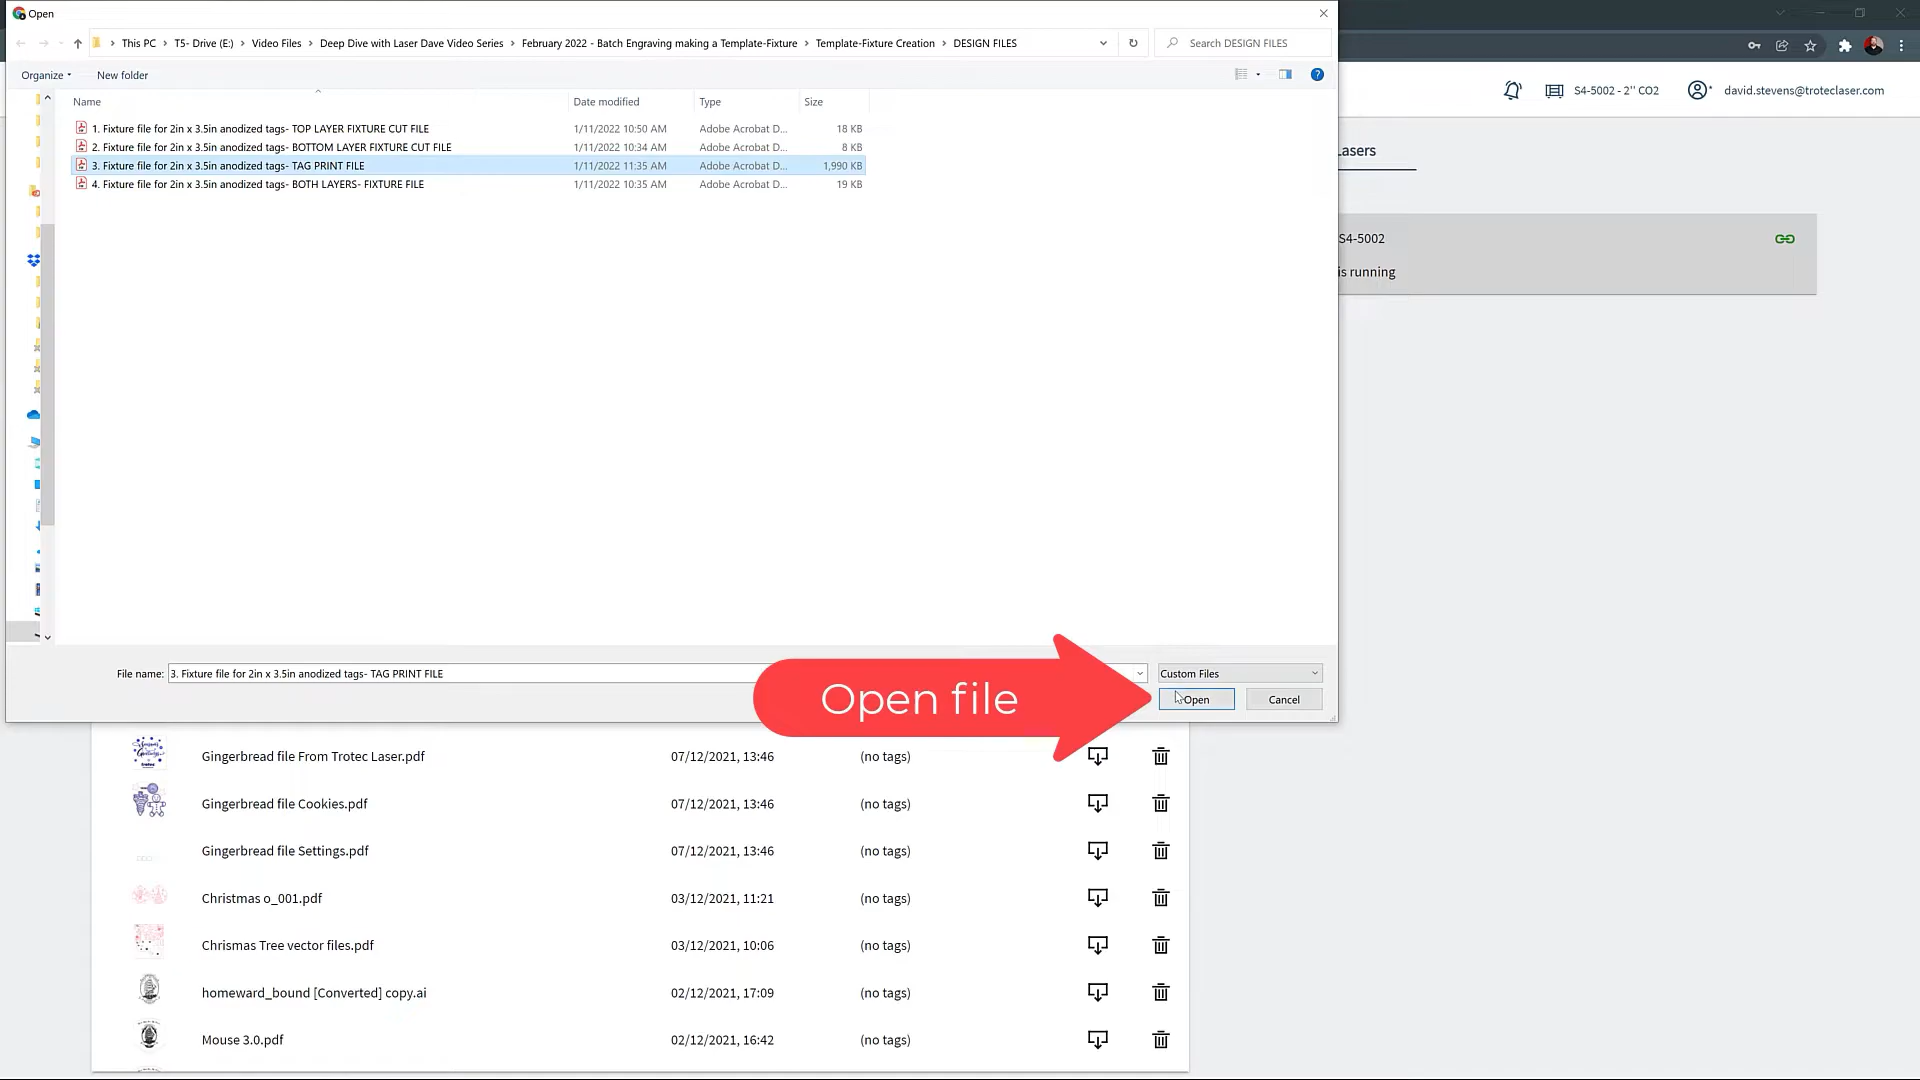 Open
This PC > T5- Drive (E:) > Video Files > Deep Dive with Laser Dave Video Series > February 2022 - Batch Engraving making a Template-Fixture > Template-Fixture Creation > DESIGN FILES
Search DESIGN FILES
Organize
New folder
S4-5002 - 2'' CO2
david.stevens@troteclaser.com
Name Date modified Type Size
1. Fixture file for 2in x 3.5in anodized tags- TOP LAYER FIXTURE CUT FILE 1/11/2022 10:50 AM Adobe Acrobat D... 18 KB
2. Fixture file for 2in x 3.5in anodized tags- BOTTOM LAYER FIXTURE CUT FILE 1/11/2022 10:34 AM Adobe Acrobat D... 8 KB
3. Fixture file for 2in x 3.5in anodized tags- TAG PRINT FILE 1/11/2022 11:35 AM Adobe Acrobat D... 1,990 KB
4. Fixture file for 2in x 3.5in anodized tags- BOTH LAYERS- FIXTURE FILE 1/11/2022 10:35 AM Adobe Acrobat D... 19 KB
Lasers
S4-5002
is running
File name: 3. Fixture file for 2in x 3.5in anodized tags- TAG PRINT FILE
Custom Files
Open file
Open
Cancel
Gingerbread file From Trotec Laser.pdf 07/12/2021, 13:46 (no tags)
Gingerbread file Cookies.pdf 07/12/2021, 13:46 (no tags)
Gingerbread file Settings.pdf 07/12/2021, 13:46 (no tags)
Christmas o_001.pdf 03/12/2021, 11:21 (no tags)
Chrismas Tree vector files.pdf 03/12/2021, 10:06 (no tags)
homeward_bound [Converted] copy.ai 02/12/2021, 17:09 (no tags)
Mouse 3.0.pdf 02/12/2021, 16:42 (no tags)